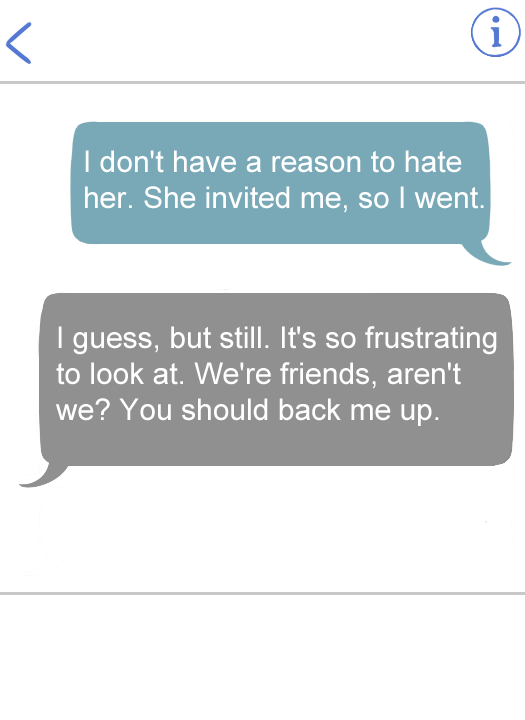 i
I don't have a reason to hate
her. She invited me, so I went.
I guess, but still. It's so frustrating
to look at. We're friends, aren't
we? You should back me up.